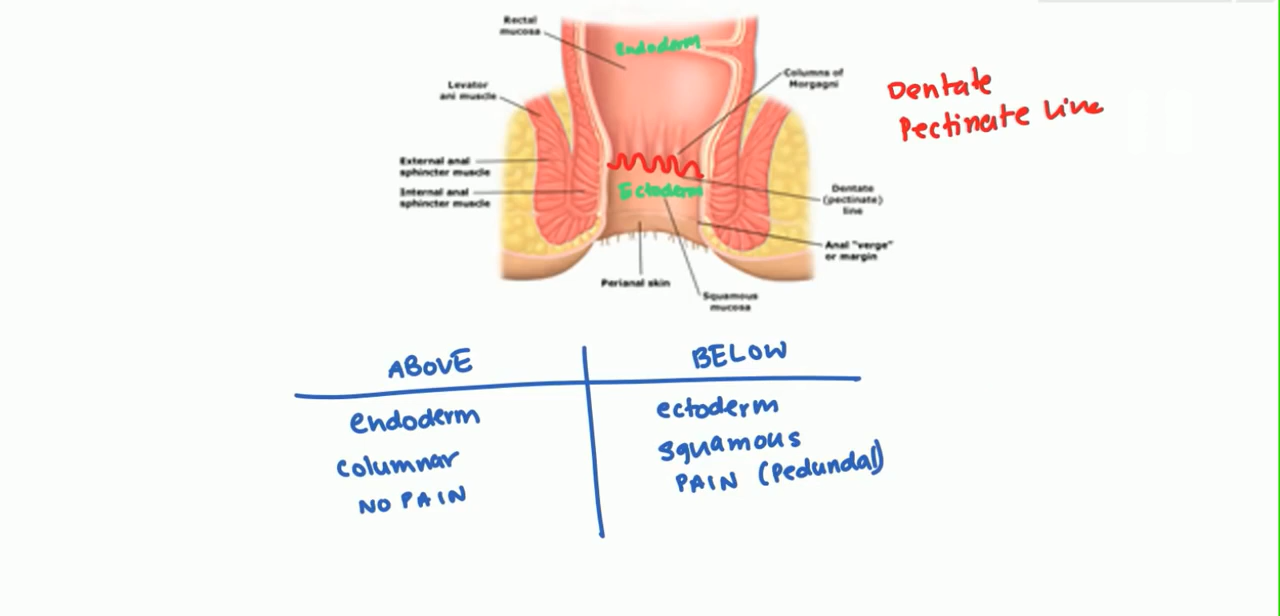 Rectal
mucosa
Endoderm
Columns of
Morgagni
Dentate
Pectinate Line
Levator
ani muscle
External anal
sphincter muscle
Internal anal
sphincter muscle
Ectoderm
Dentate
(pectinate)
line
Anal "verge"
or margin
Perianal skin
Squamous
mucosa
ABOVE
BELOW
endoderm
ectoderm
columnar
squamous
NO PAIN
PAIN (Pedundal)